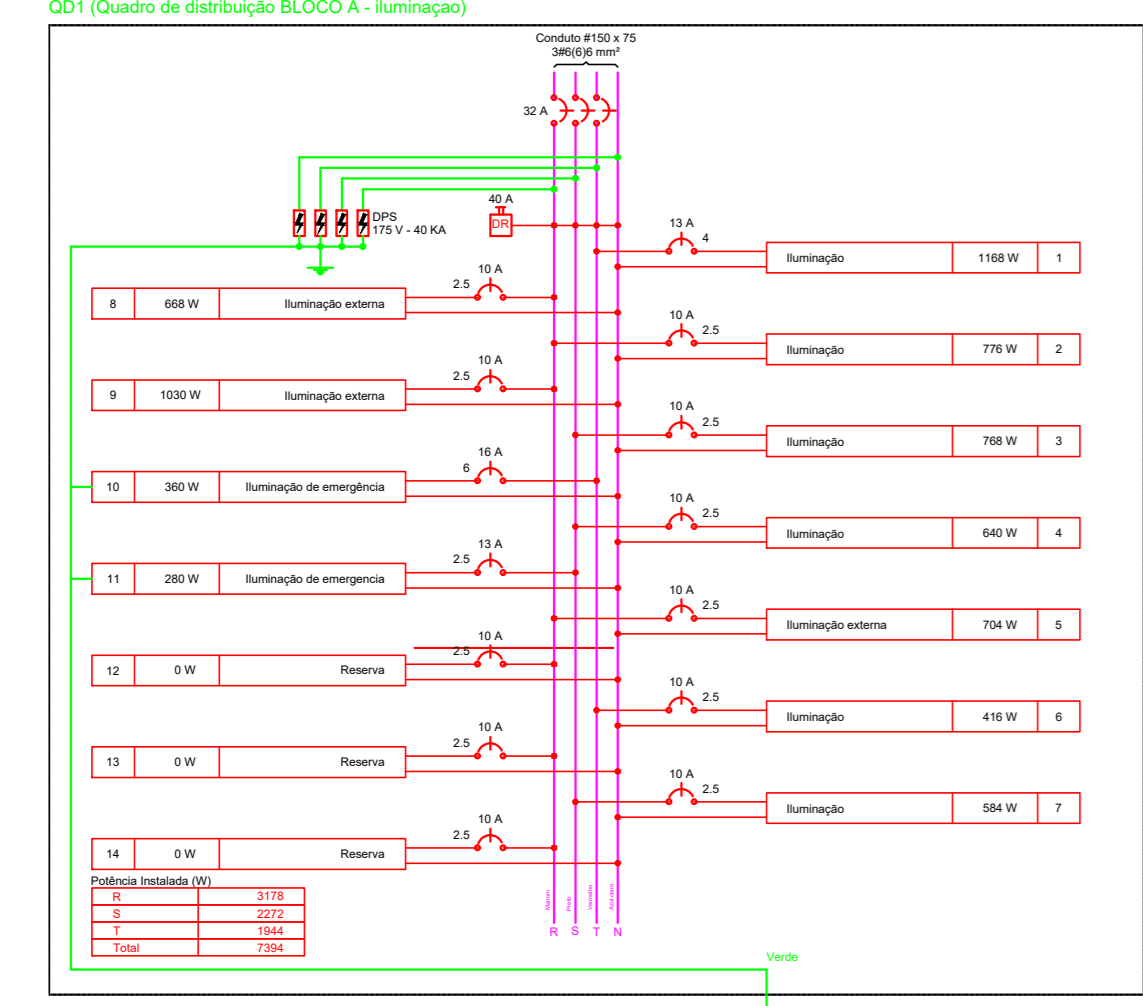 QD1 (Quadro de distribuição BLOCO A - iluminaçao)
Conduto #150 x 75
3#6(6)6 mm²
32 A
DPS
175 V - 40 KA
40 A
DR
13 A
4
Iluminação 1168 W 1
10 A
2.5
8 668 W Iluminação externa
10 A
2.5
Iluminação 776 W 2
10 A
2.5
9 1030 W Iluminação externa
10 A
2.5
Iluminação 768 W 3
16 A
6
10 360 W Iluminação de emergência
10 A
2.5
Iluminação 640 W 4
13 A
2.5
11 280 W Iluminação de emergencia
10 A
2.5
Iluminação externa 704 W 5
10 A
2.5
12 0 W Reserva
10 A
2.5
Iluminação 416 W 6
10 A
2.5
13 0 W Reserva
10 A
2.5
Iluminação 584 W 7
10 A
2.5
14 0 W Reserva
Potência Instalada (W)
R 3178
S 2272
T 1944
Total 7394
Marrom
Preto
Vermelho
Azul claro
R S T N
Verde